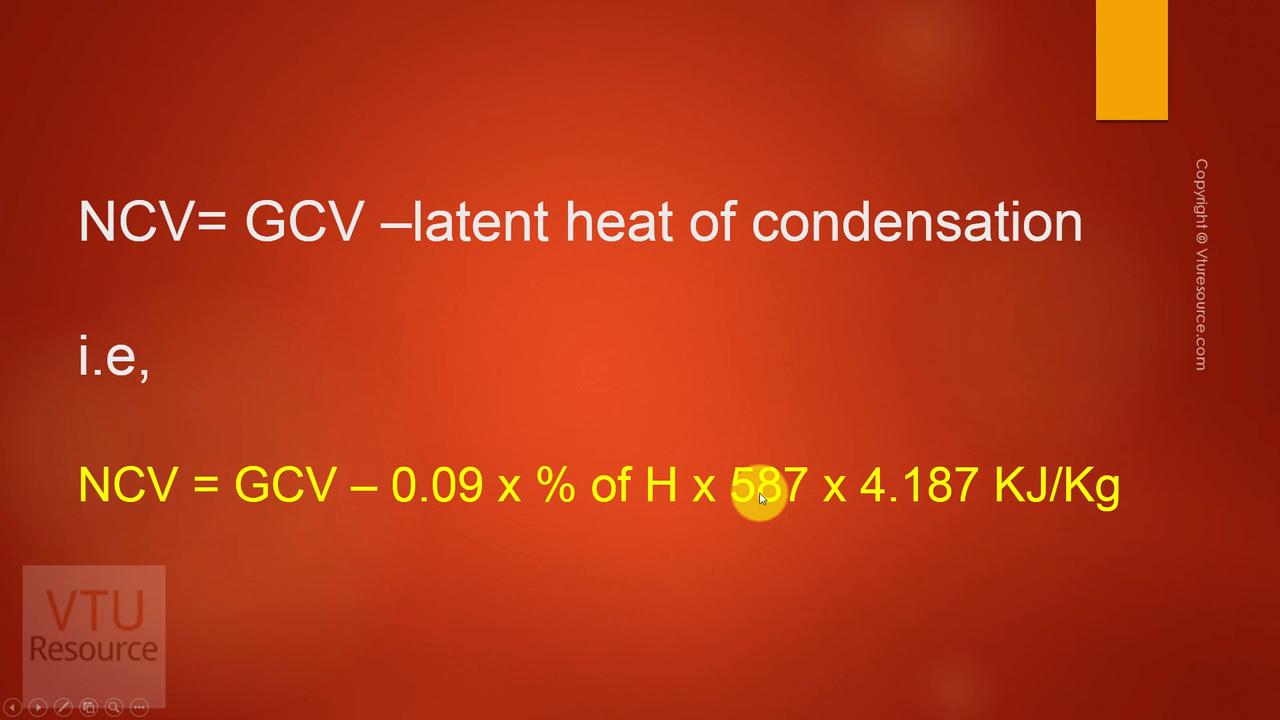 NCV= GCV –latent heat of condensation
i.e,
NCV = GCV – 0.09 x % of H x 587 x 4.187 KJ/Kg
Copyright © Vturesource.com
VTU
Resource